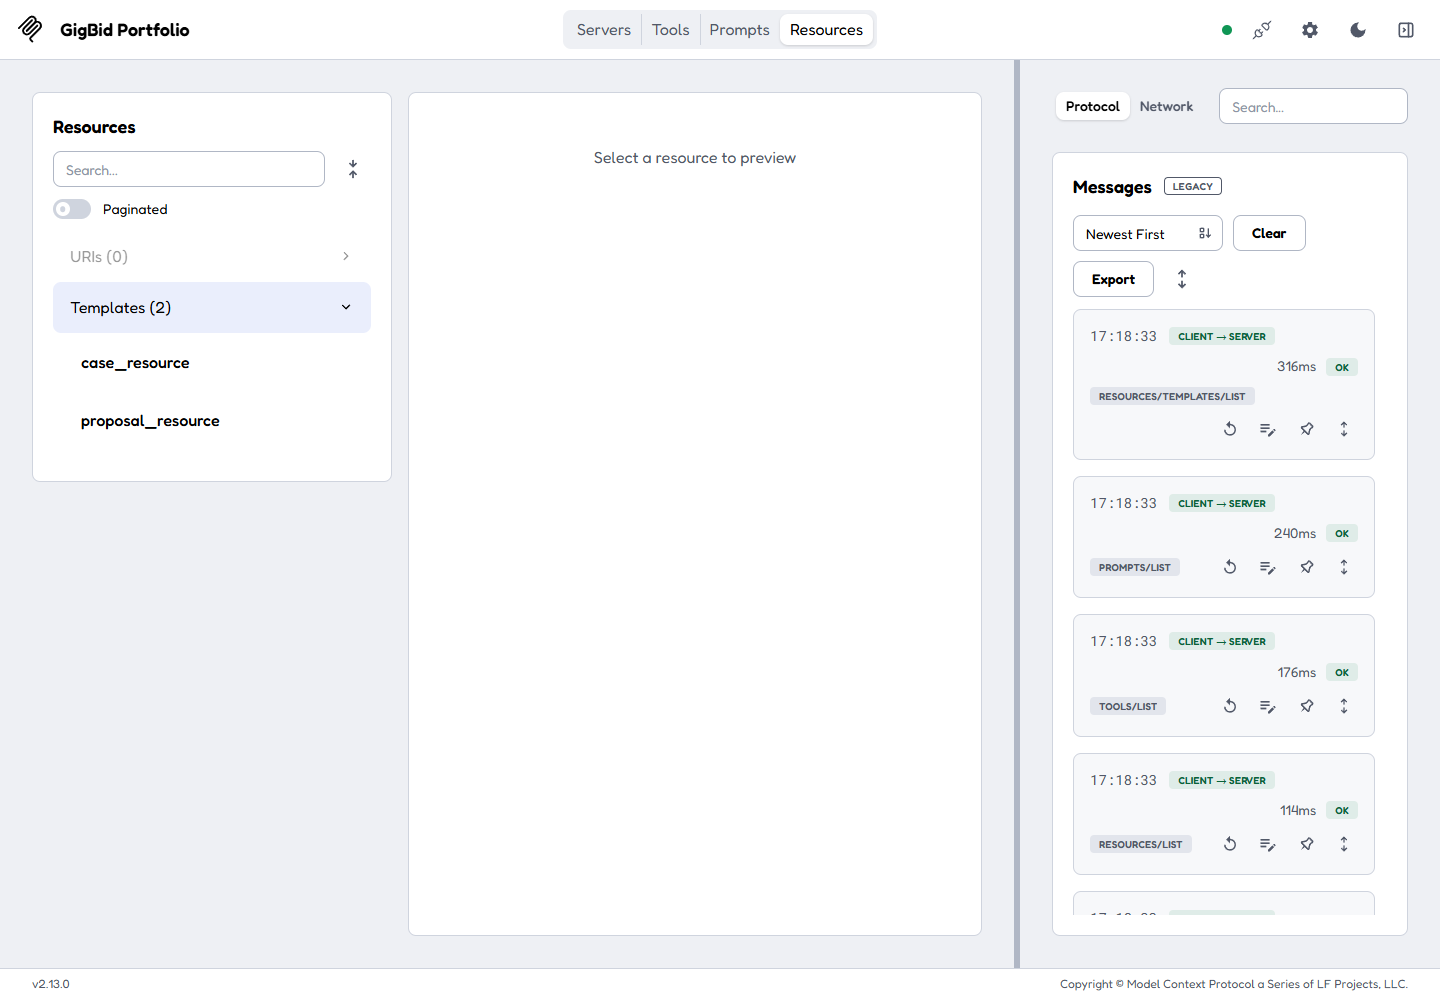 GigBid Portfolio
Servers
Tools
Prompts
Resources
Resources
Search...
Paginated
URIs (0)
Templates (2)
case_resource
proposal_resource
Select a resource to preview
Protocol
Network
Search...
Messages
LEGACY
Newest First
Clear
Export
17:18:33 CLIENT → SERVER
316ms OK
RESOURCES/TEMPLATES/LIST
17:18:33 CLIENT → SERVER
240ms OK
PROMPTS/LIST
17:18:33 CLIENT → SERVER
176ms OK
TOOLS/LIST
17:18:33 CLIENT → SERVER
114ms OK
RESOURCES/LIST
v2.13.0
Copyright © Model Context Protocol a Series of LF Projects, LLC.